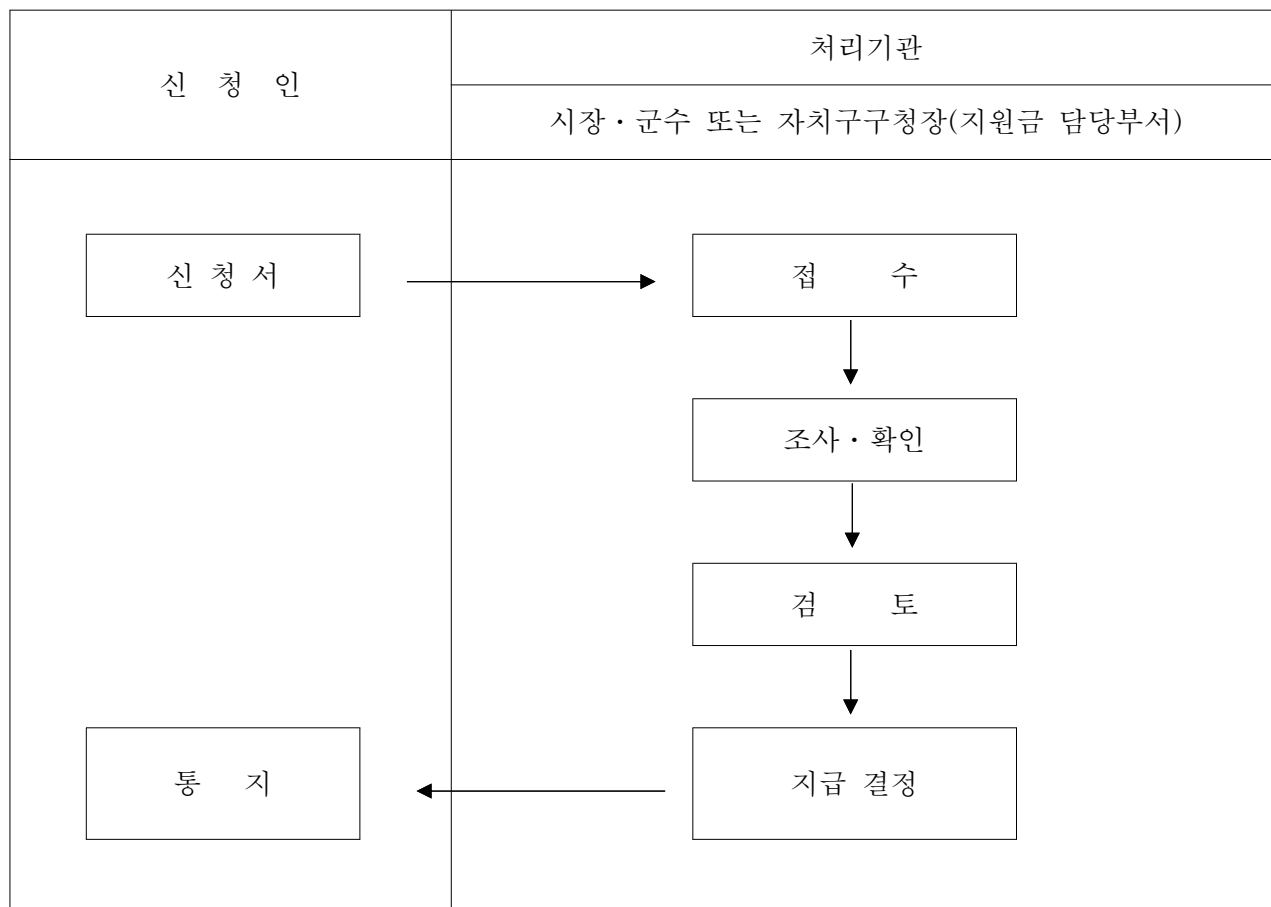 신 청 인
처리기관
시장·군수 또는 자치구구청장(지원금 담당부서)
신 청 서
접 수
조사·확인
검 토
통 지
지급 결정